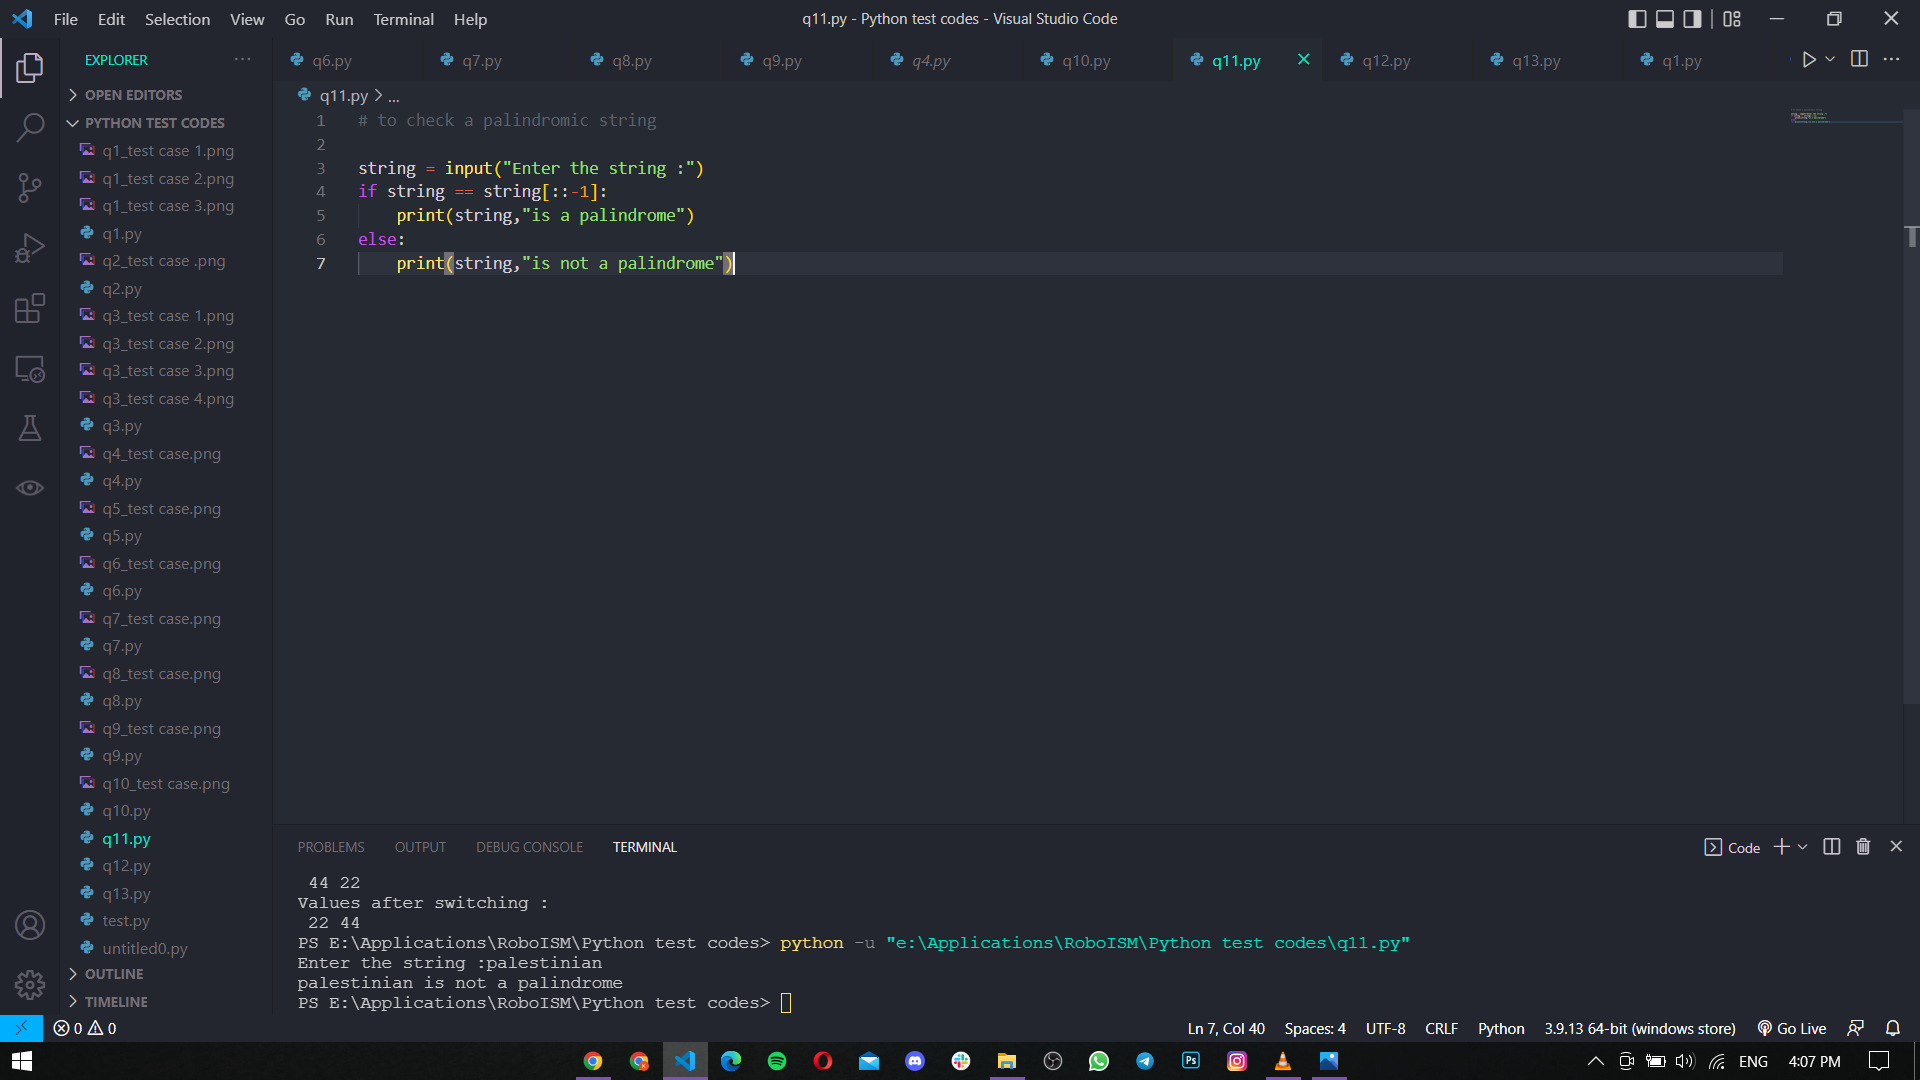 File Edit Selection View Go Run Terminal Help
q11.py - Python test codes - Visual Studio Code
EXPLORER
OPEN EDITORS
PYTHON TEST CODES
q1_test case 1.png
q1_test case 2.png
q1_test case 3.png
q1.py
q2_test case .png
q2.py
q3_test case 1.png
q3_test case 2.png
q3_test case 3.png
q3_test case 4.png
q3.py
q4_test case.png
q4.py
q5_test case.png
q5.py
q6_test case.png
q6.py
q7_test case.png
q7.py
q8_test case.png
q8.py
q9_test case.png
q9.py
q10_test case.png
q10.py
q11.py
q12.py
q13.py
test.py
untitled0.py
OUTLINE
TIMELINE
q6.py q7.py q8.py q9.py q4.py q10.py q11.py q12.py q13.py q1.py
q11.py > ...
1 # to check a palindromic string
2
3 string = input("Enter the string :")
4 if string == string[::-1]:
5     print(string,"is a palindrome")
6 else:
7     print(string,"is not a palindrome")
PROBLEMS OUTPUT DEBUG CONSOLE TERMINAL
Code
44 22
Values after switching :
22 44
PS E:\Applications\RoboISM\Python test codes> python -u "e:\Applications\RoboISM\Python test codes\q11.py"
Enter the string :palestinian
palestinian is not a palindrome
PS E:\Applications\RoboISM\Python test codes>
0 0
Ln 7, Col 40 Spaces: 4 UTF-8 CRLF Python 3.9.13 64-bit (windows store) Go Live
Ps
ENG 4:07 PM